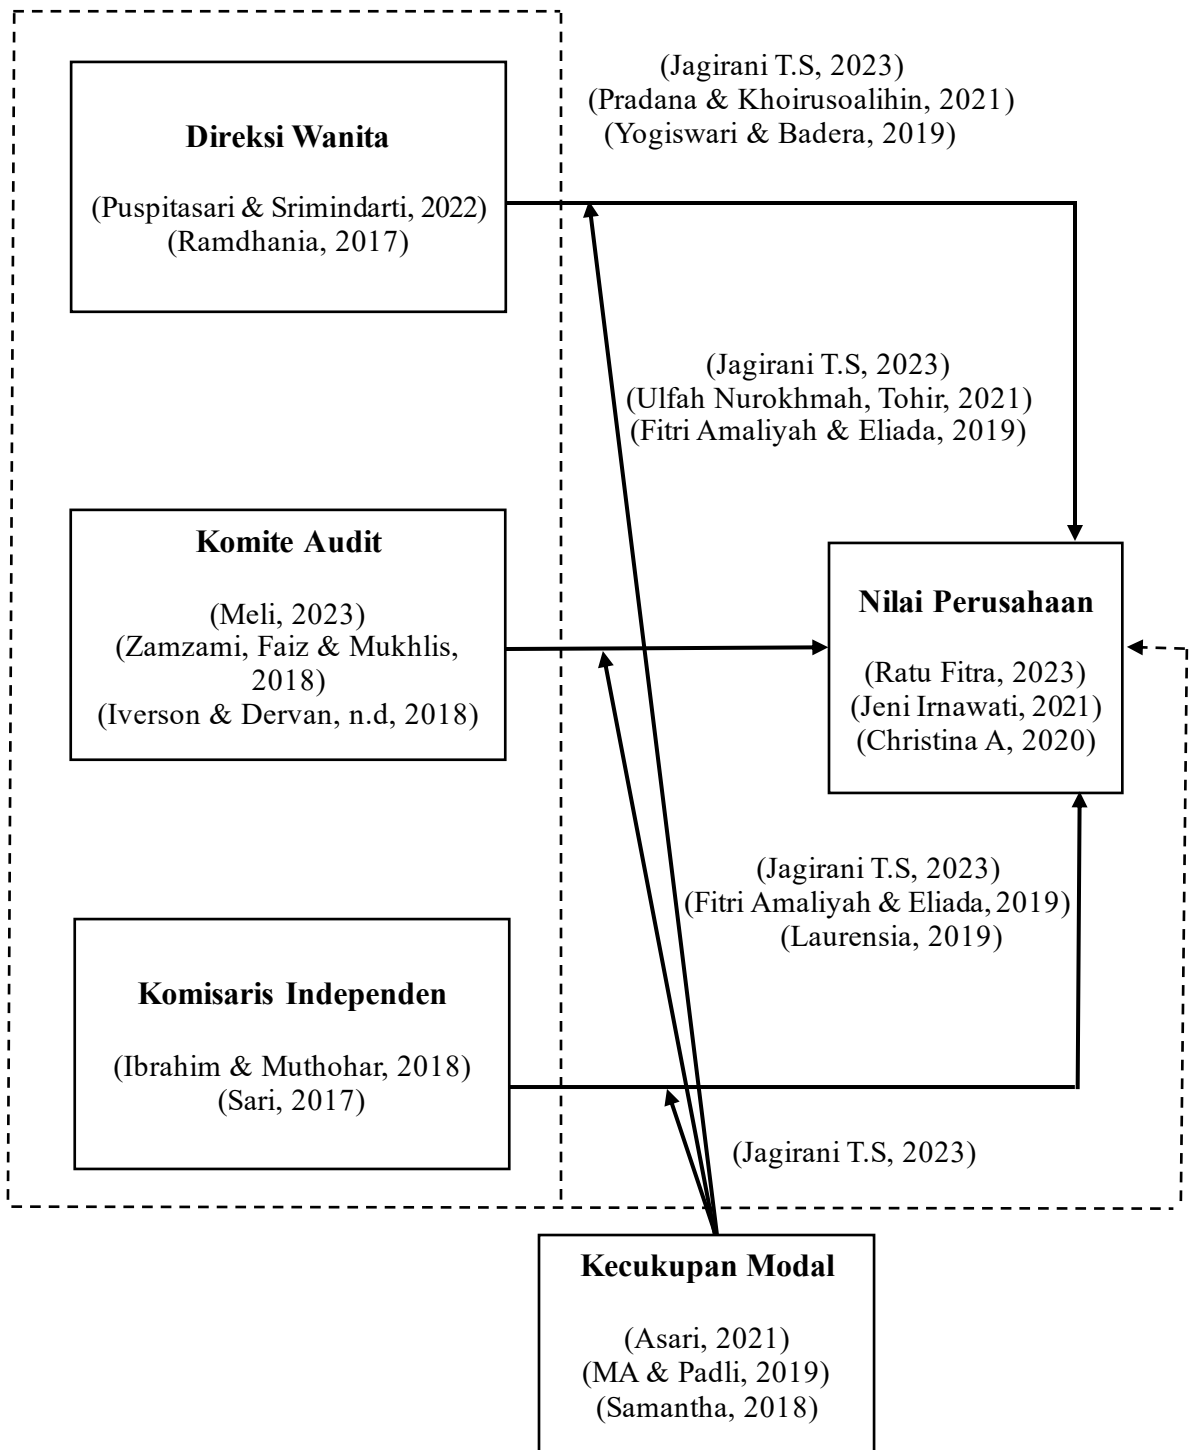 (Jagirani T.S, 2023)
(Pradana & Khoirusoalihin, 2021)
(Yogiswari & Badera, 2019)
Direksi Wanita
(Puspitasari & Srimindarti, 2022)
(Ramdhania, 2017)
(Jagirani T.S, 2023)
(Ulfah Nurokhmah, Tohir, 2021)
(Fitri Amaliyah & Eliada, 2019)
Komite Audit
(Meli, 2023)
(Zamzami, Faiz & Mukhlis,
2018)
(Iverson & Dervan, n.d, 2018)
Nilai Perusahaan
(Ratu Fitra, 2023)
(Jeni Irnawati, 2021)
(Christina A, 2020)
(Jagirani T.S, 2023)
(Fitri Amaliyah & Eliada, 2019)
(Laurensia, 2019)
Komisaris Independen
(Ibrahim & Muthohar, 2018)
(Sari, 2017)
(Jagirani T.S, 2023)
Kecukupan Modal
(Asari, 2021)
(MA & Padli, 2019)
(Samantha, 2018)